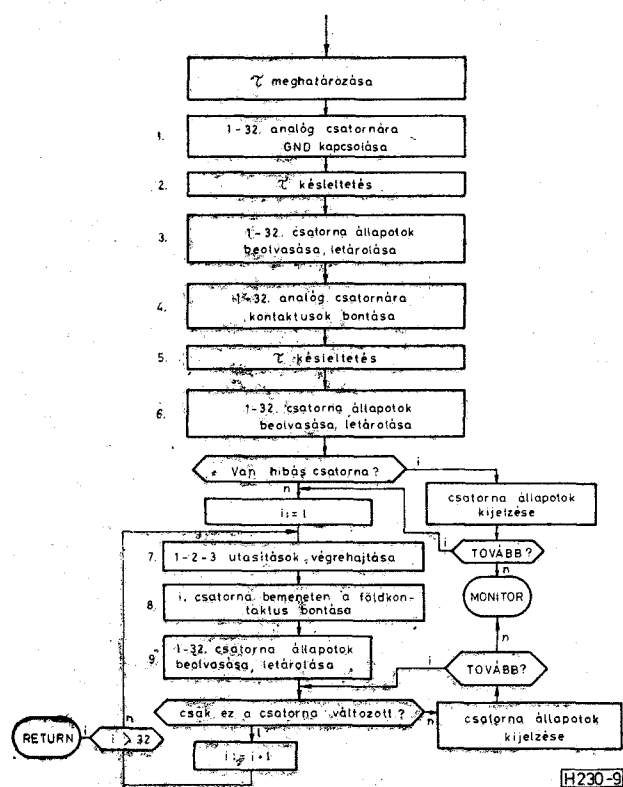 τ meghatározása
1. 1-32. analóg csatornára
GND kapcsolása
2. τ késleltetés
3. 1-32. csatorna állapotok
beolvasása, letárolása
4. 1-32. analóg csatornára
kontaktusok bontása
5. τ késleltetés
6. 1-32. csatorna állapotok
beolvasása, letárolása
Van hibás csatorna?
i
n
csatorna állapotok
kijelzése
i:= 1
i
TOVÁBB?
n
7. 1-2-3 utasítások végrehajtása
MONITOR
8. i. csatorna bemeneten a földkon-
taktus bontása
n
9. 1-32. csatorna állapotok
beolvasása, letárolása
i
TOVÁBB?
csak ez a csatorna változott?
n
csatorna állapotok
kijelzése
n
i
RETURN
i
i > 32
i:= i+1
H230-9